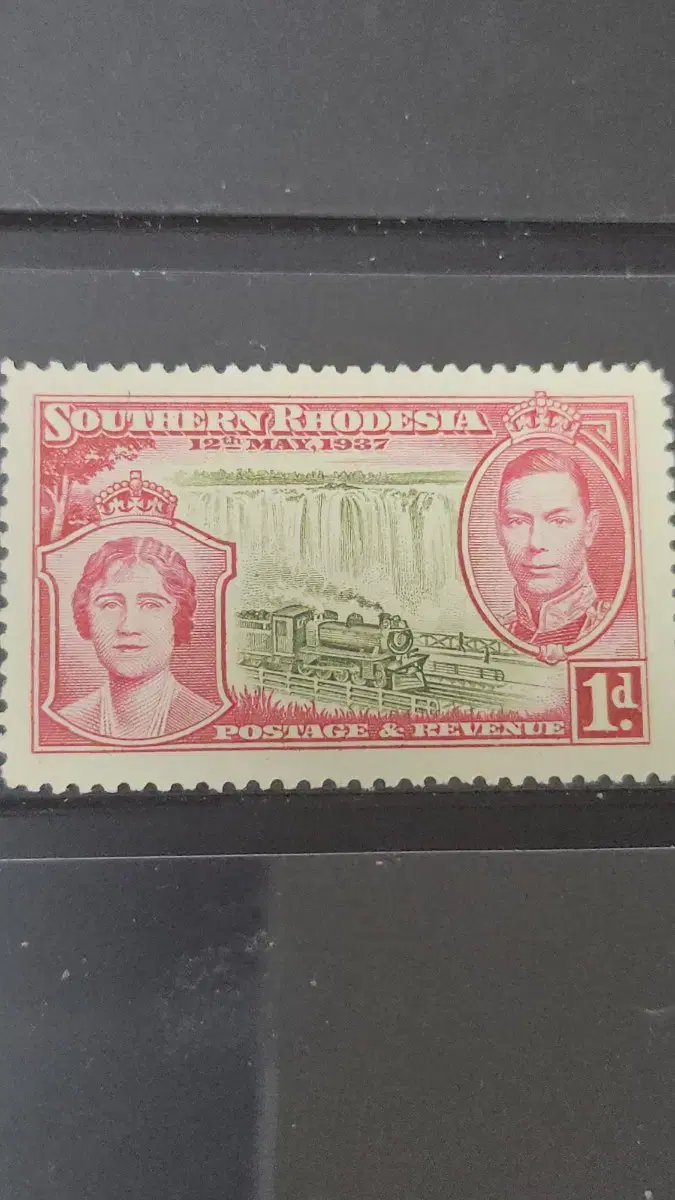 SOUTHERN RHODESIA
12th MAY, 1937
POSTAGE & REVENUE
1d.